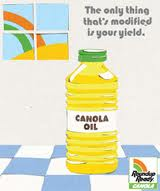 The only thing
that's modified
is your yield.
CANOLA
OIL
Roundup
Ready
CANOLA